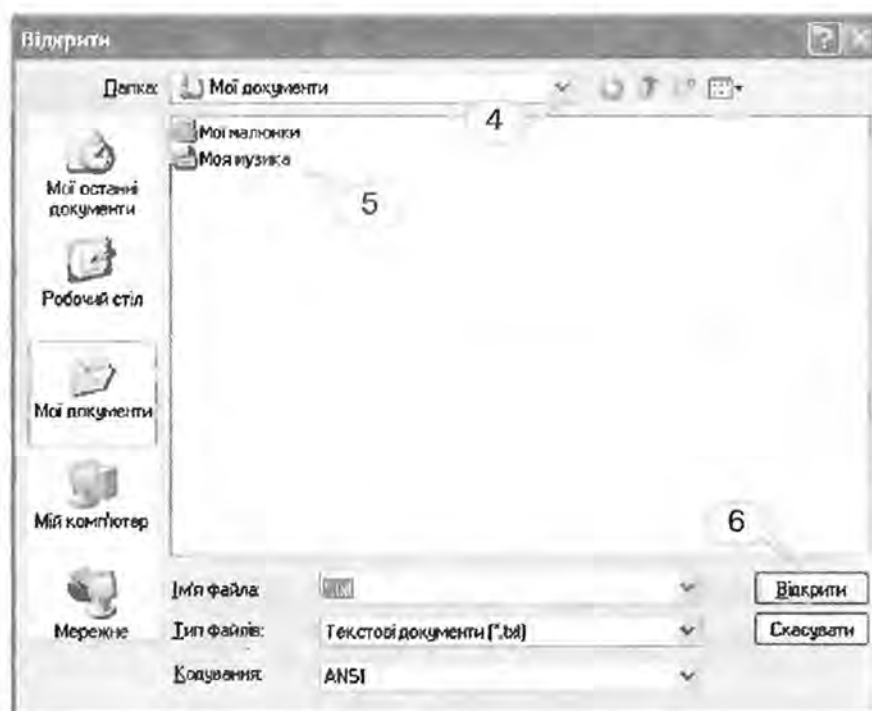 Відкрити
Папка: Мої документи
4
Мої малюнки
Моя музика
5
Мої останні
документи
Робочий стіл
Мої документи
Мій комп'ютер
Мережне
6
Ім'я файла: *.txt
Відкрити
Тип файлів: Текстові документи (*.txt)
Скасувати
Кодування: ANSI